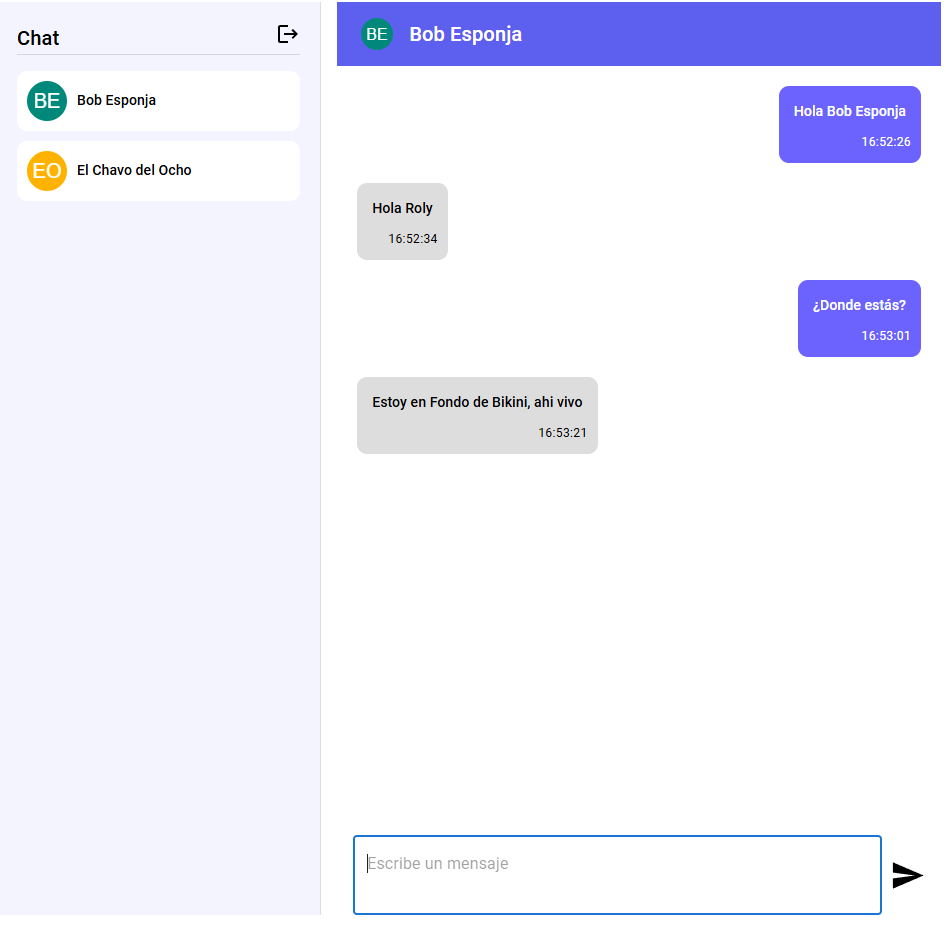 Chat
BE Bob Esponja
EO El Chavo del Ocho
BE Bob Esponja
Hola Bob Esponja
16:52:26
Hola Roly
16:52:34
¿Donde estás?
16:53:01
Estoy en Fondo de Bikini, ahi vivo
16:53:21
Escribe un mensaje